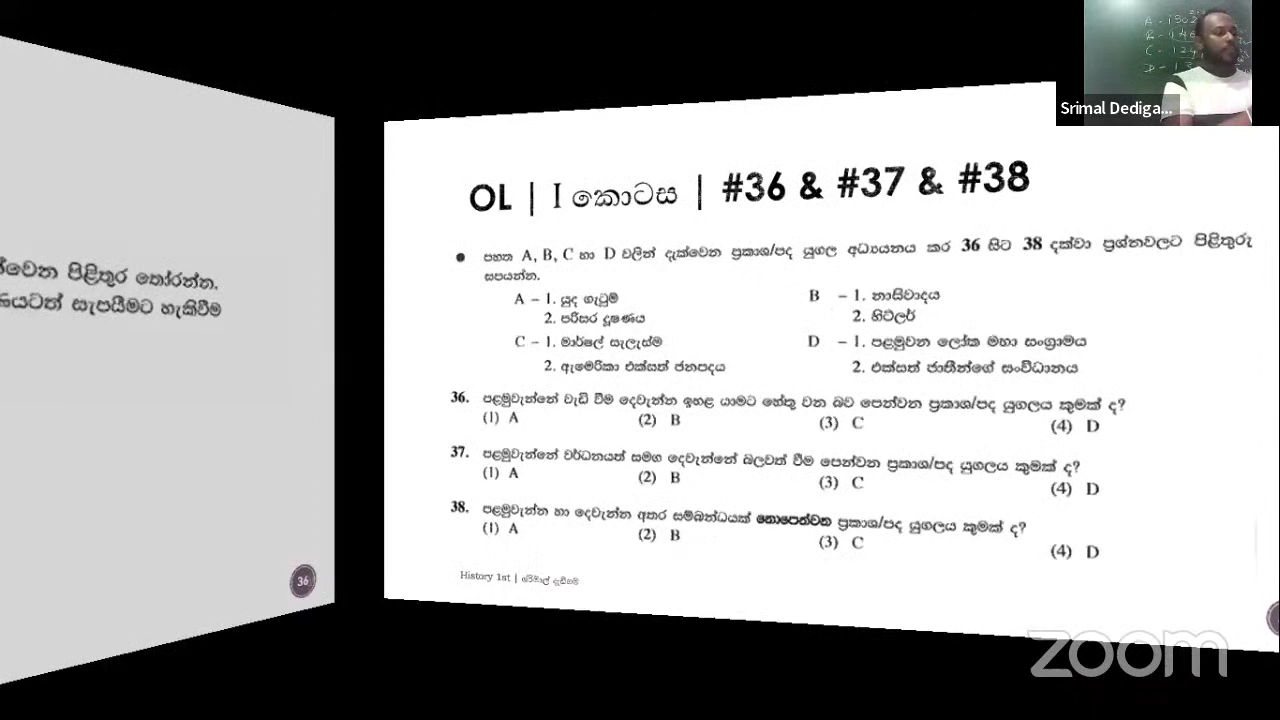 ක්වෙන පිළිතුර තෝරන්න.
සැපයීමට හැකිවීම
36
A - 1502
B -
C - 124
D - 1
Srimal Dediga...
OL | I කොටස | #36 & #37 & #38
● පහත A, B, C හා D වලින් දැක්වෙන ප්‍රකාශ/පද යුගල අධ්‍යයනය කර 36 සිට 38 දක්වා ප්‍රශ්නවලට පිළිතුරු
සපයන්න.
A – 1. යුද ගැටුම් B – 1. නාසිවාදය
2. පරිසර දූෂණය 2. හිට්ලර්
C – 1. මාර්ෂල් සැලැස්ම D – 1. පළමුවන ලෝක මහා සංග්‍රාමය
2. ඇමෙරිකා එක්සත් ජනපදය 2. එක්සත් ජාතීන්ගේ සංවිධානය
36. පළමුවැන්නේ වැඩි වීම දෙවැන්න ඉහළ යාමට හේතු වන බව පෙන්වන ප්‍රකාශ/පද යුගලය කුමක් ද?
(1) A (2) B (3) C (4) D
37. පළමුවැන්නේ වර්ධනයත් සමග දෙවැන්නේ බලවත් වීම පෙන්වන ප්‍රකාශ/පද යුගලය කුමක් ද?
(1) A (2) B (3) C (4) D
38. පළමුවැන්න හා දෙවැන්න අතර සම්බන්ධයක් නොපෙන්වන ප්‍රකාශ/පද යුගලය කුමක් ද?
(1) A (2) B (3) C (4) D
History 1st | ශ්‍රීමාල් දැඩිගම
zoom